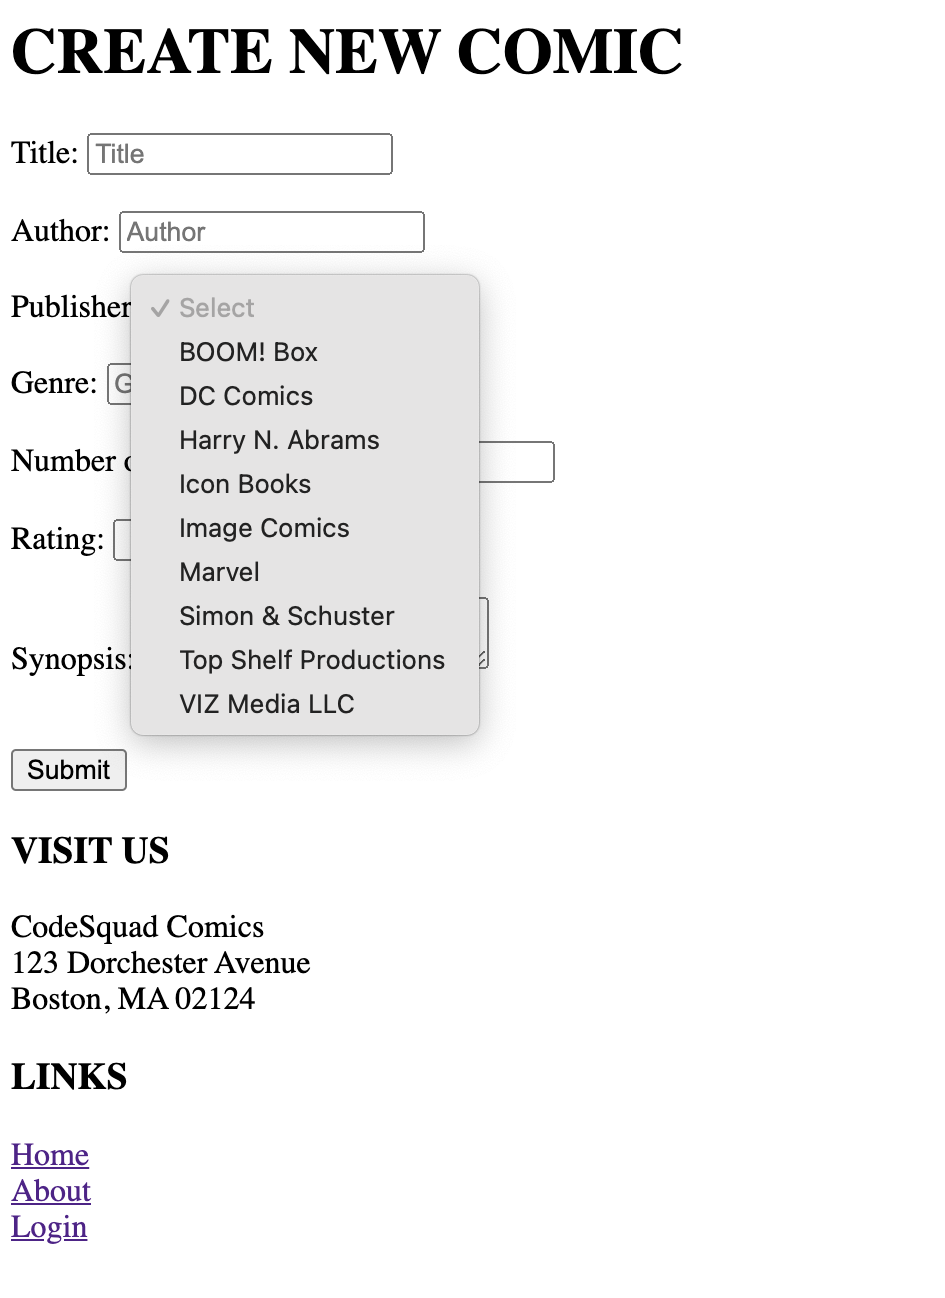 CREATE NEW COMIC
Title: Title
Author: Author
Publisher
Select
BOOM! Box
DC Comics
Harry N. Abrams
Icon Books
Image Comics
Marvel
Simon & Schuster
Top Shelf Productions
VIZ Media LLC
Genre:
Number
Rating:
Synopsis:
Submit
VISIT US
CodeSquad Comics
123 Dorchester Avenue
Boston, MA 02124
LINKS
Home
About
Login